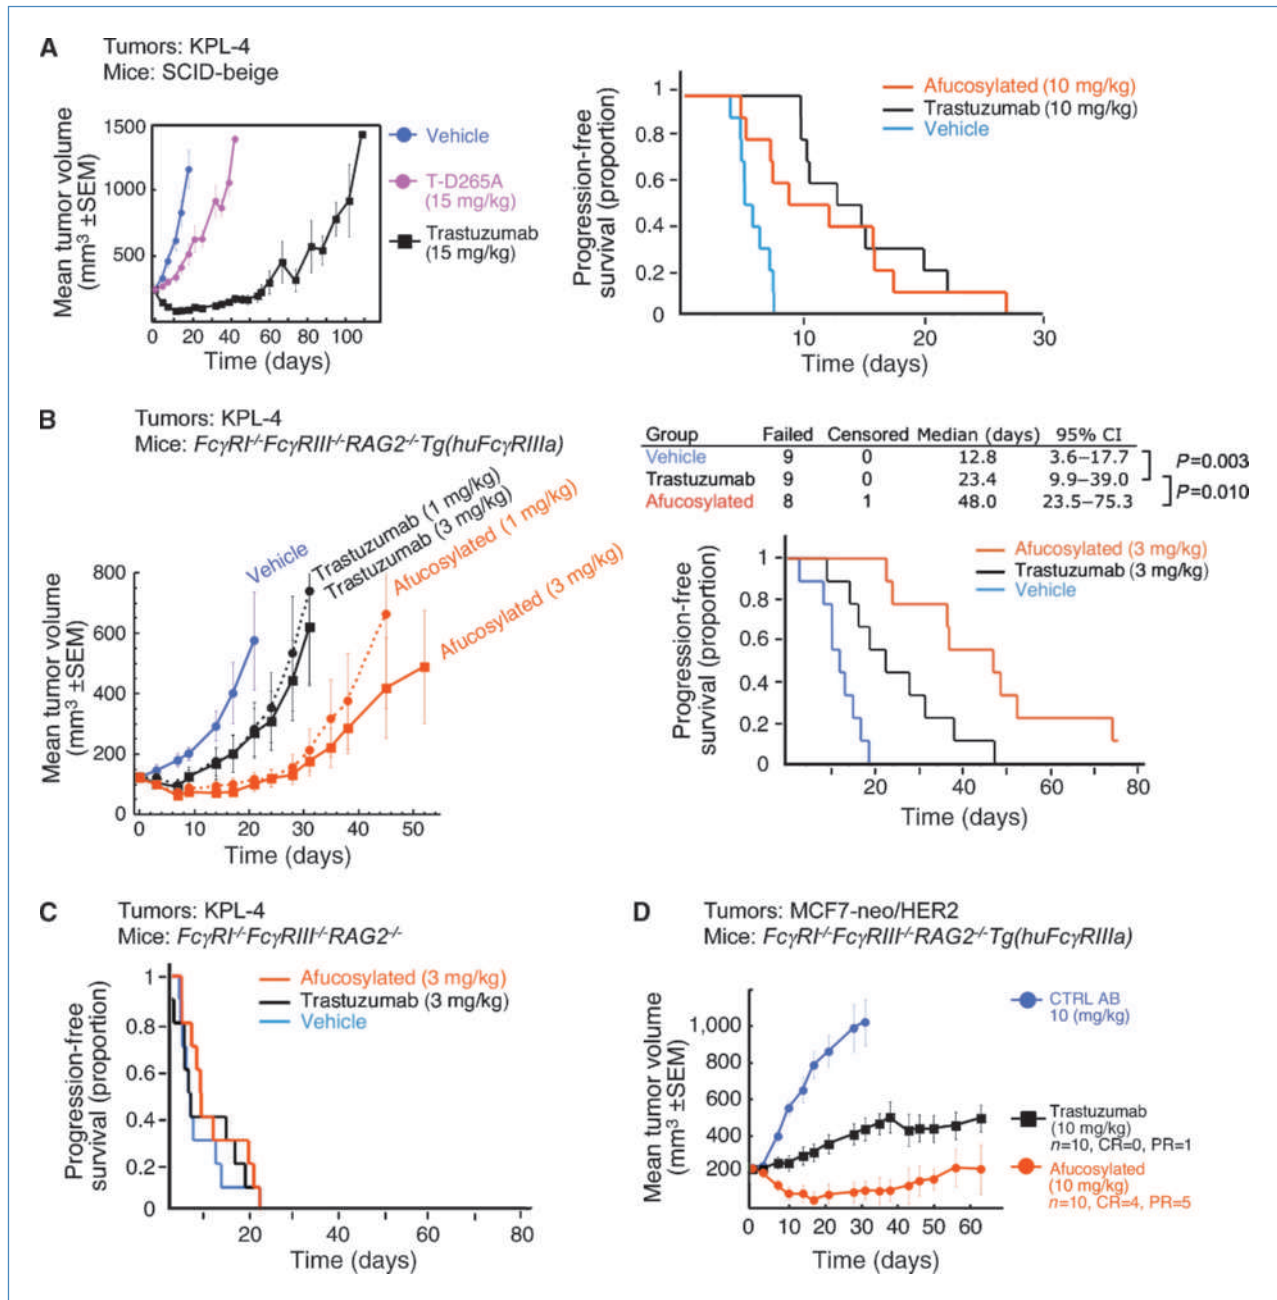 A
Tumors: KPL-4
Mice: SCID-beige
Mean tumor volume
(mm³ ±SEM)
1500
1000
500
0 20 40 60 80 100
Time (days)
Vehicle
T-D265A
(15 mg/kg)
Trastuzumab
(15 mg/kg)
Progression-free
survival (proportion)
1
0.8
0.6
0.4
0.2
0
10 20 30
Time (days)
Afucosylated (10 mg/kg)
Trastuzumab (10 mg/kg)
Vehicle
B
Tumors: KPL-4
Mice: FcγRI-/-FcγRIII-/-RAG2-/-Tg(huFcγRIIIa)
Mean tumor volume
(mm³ ±SEM)
800
600
400
200
0
0 10 20 30 40 50
Time (days)
Vehicle
Trastuzumab (1 mg/kg)
Trastuzumab (3 mg/kg)
Afucosylated (1 mg/kg)
Afucosylated (3 mg/kg)
Group Failed Censored Median (days) 95% CI
Vehicle 9 0 12.8 3.6–17.7
Trastuzumab 9 0 23.4 9.9–39.0
Afucosylated 8 1 48.0 23.5–75.3
P=0.003
P=0.010
Progression-free
survival (proportion)
1
0.8
0.6
0.4
0.2
0
20 40 60 80
Time (days)
Afucosylated (3 mg/kg)
Trastuzumab (3 mg/kg)
Vehicle
C
Tumors: KPL-4
Mice: FcγRI-/-FcγRIII-/-RAG2-/-
Progression-free
survival (proportion)
1
0.8
0.6
0.4
0.2
0
20 40 60 80
Time (days)
Afucosylated (3 mg/kg)
Trastuzumab (3 mg/kg)
Vehicle
D
Tumors: MCF7-neo/HER2
Mice: FcγRI-/-FcγRIII-/-RAG2-/-Tg(huFcγRIIIa)
Mean tumor volume
(mm³ ±SEM)
1,000
800
600
400
200
0 10 20 30 40 50 60
Time (days)
CTRL AB
10 (mg/kg)
Trastuzumab
(10 mg/kg)
n=10, CR=0, PR=1
Afucosylated
(10 mg/kg)
n=10, CR=4, PR=5